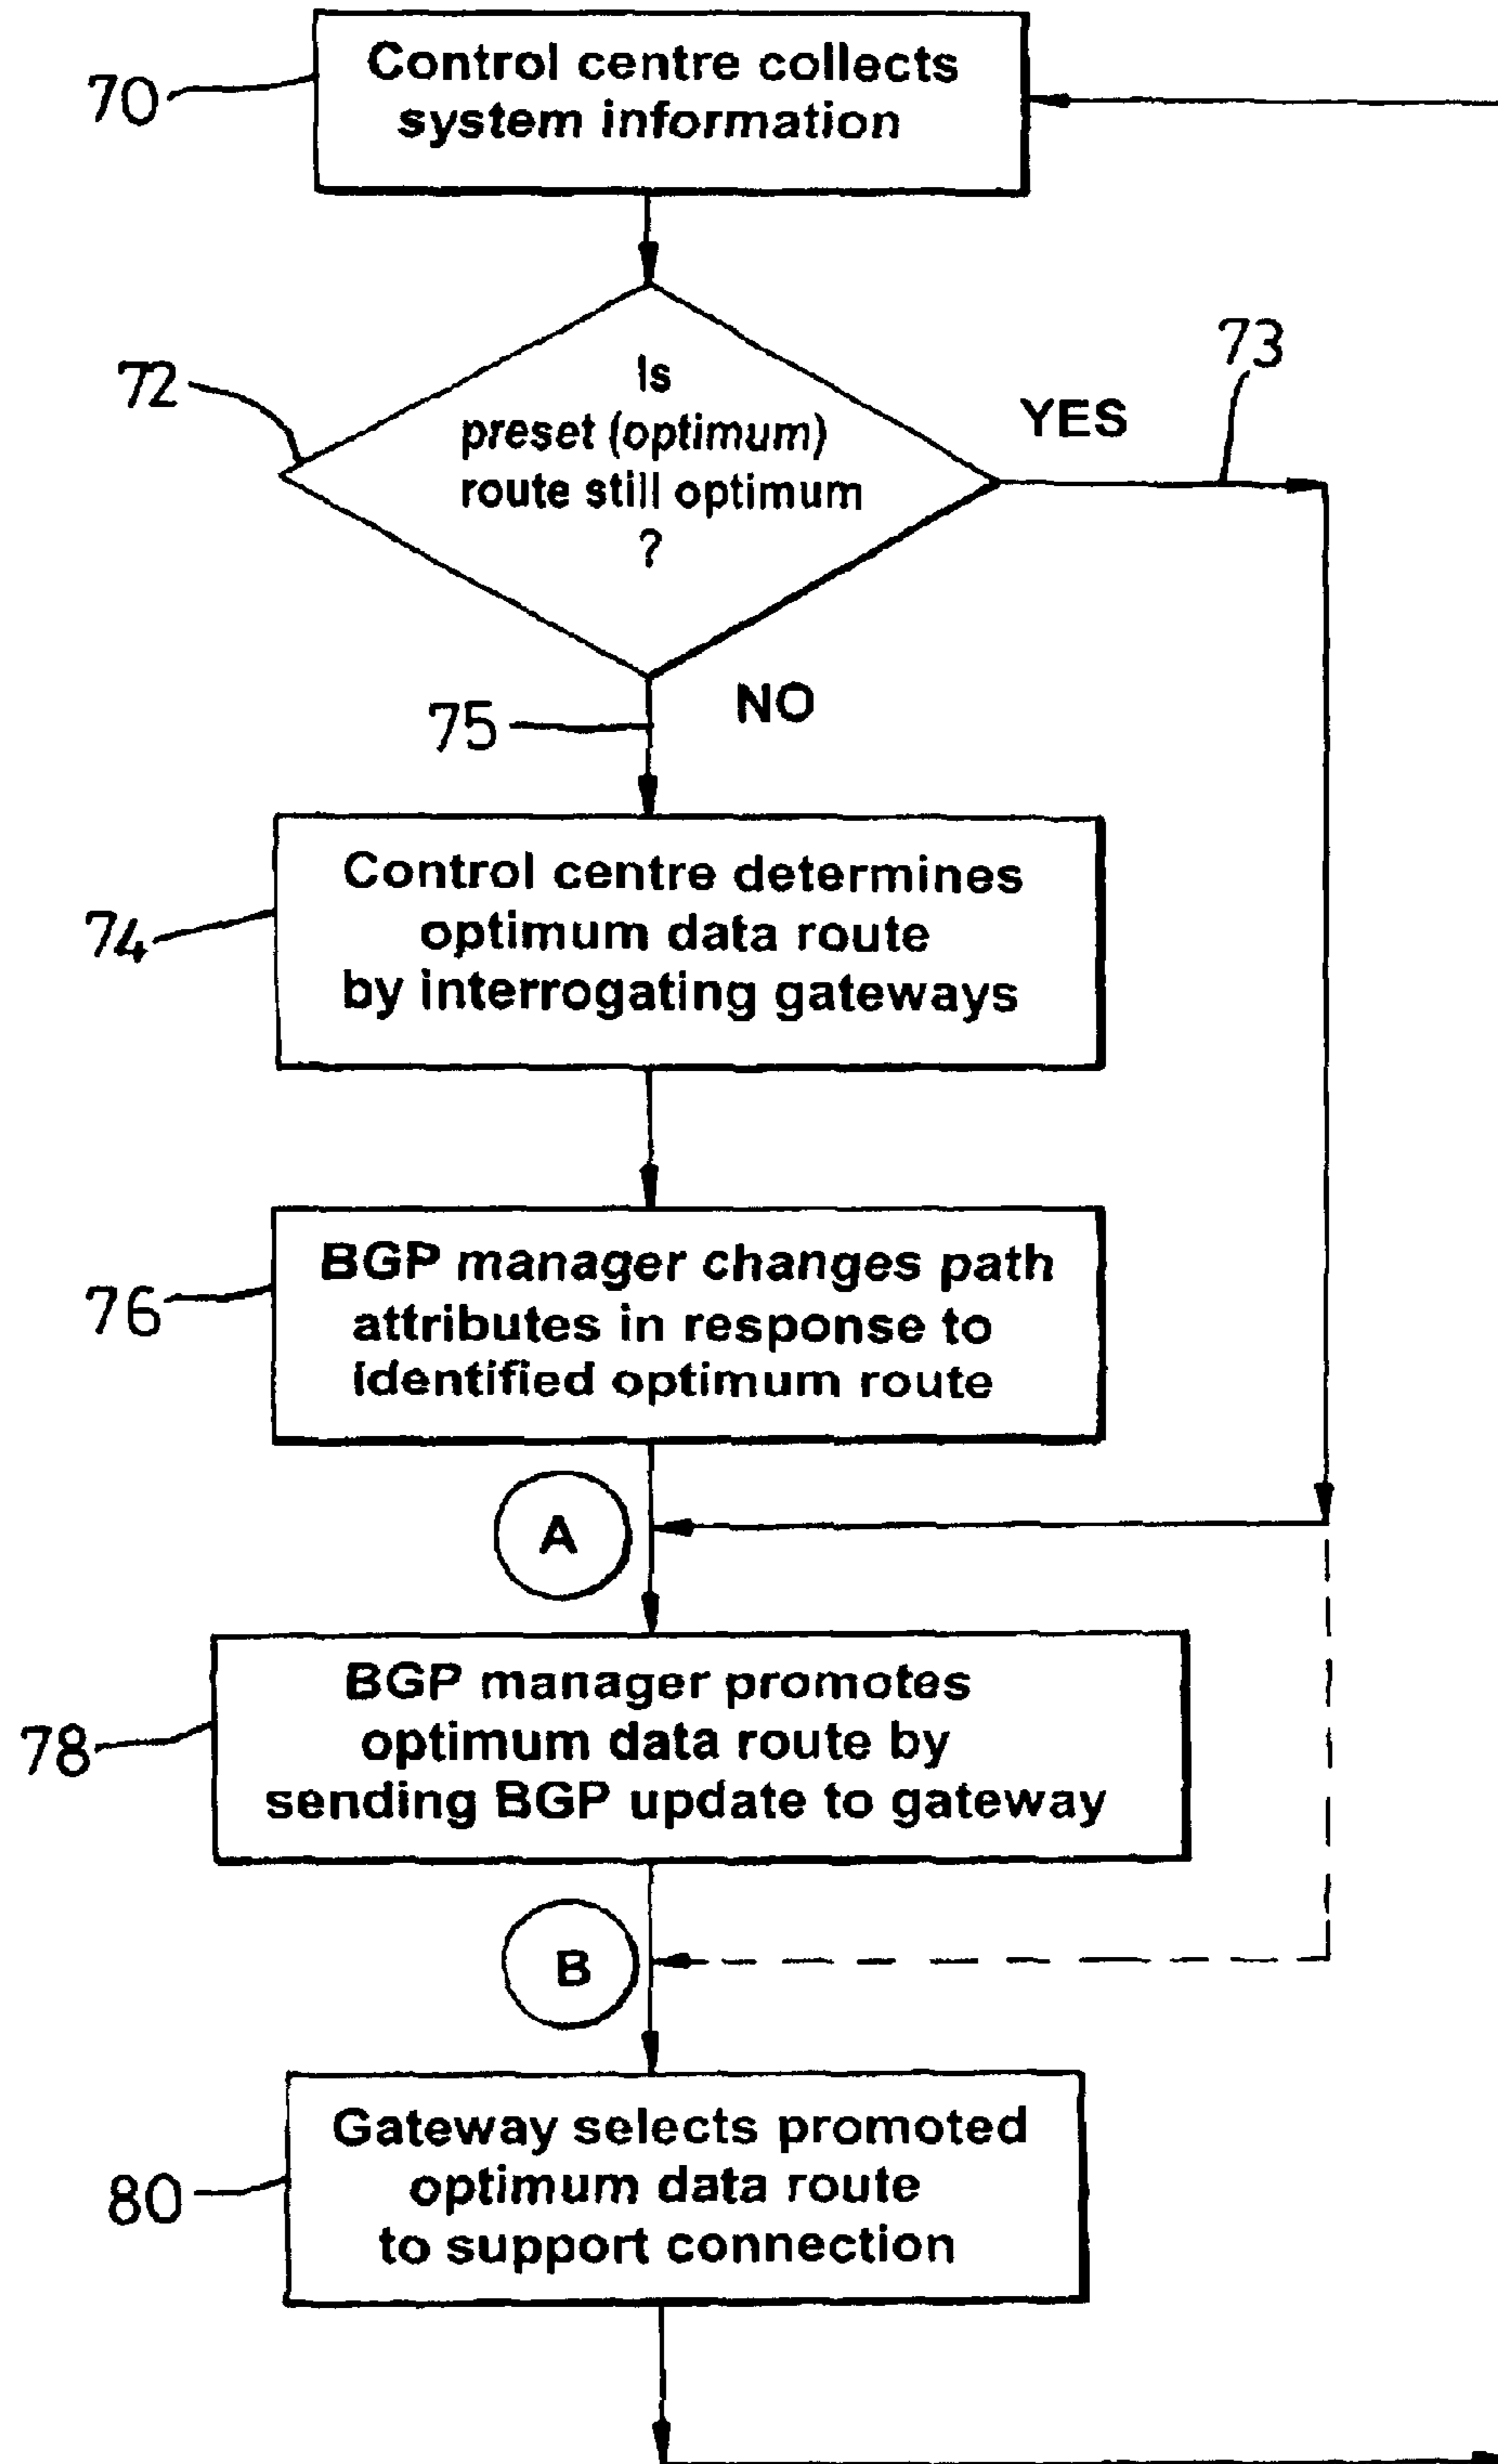 70
Control centre collects
system information
72
Is
preset (optimum)
route still optimum
?
YES
73
75
NO
74
Control centre determines
optimum data route
by interrogating gateways
76
BGP manager changes path
attributes in response to
identified optimum route
A
78
BGP manager promotes
optimum data route by
sending BGP update to gateway
B
80
Gateway selects promoted
optimum data route
to support connection